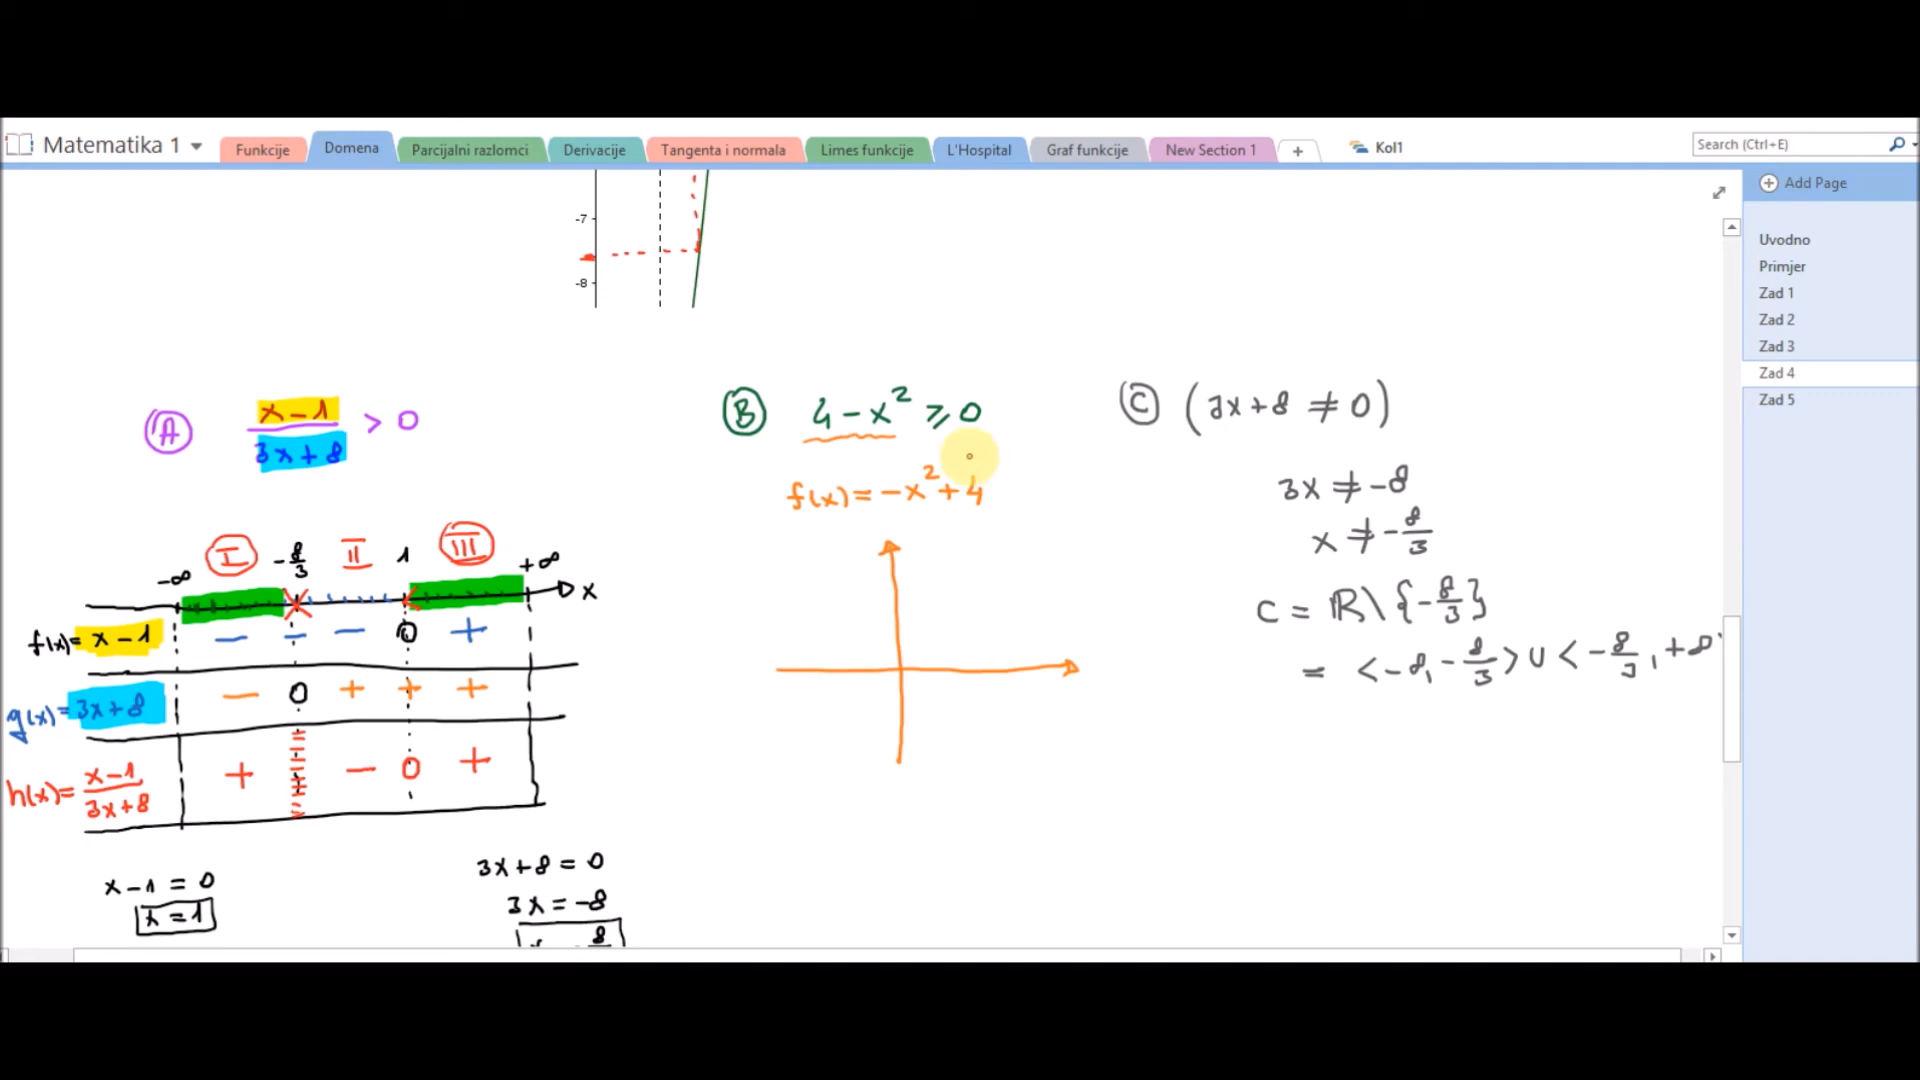 Matematika 1
Funkcije
Domena
Parcijalni razlomci
Derivacije
Tangenta i normala
Limes funkcije
L'Hospital
Graf funkcije
New Section 1
+
Kol1
Search (Ctrl+E)
Add Page
Uvodno
Primjer
Zad 1
Zad 2
Zad 3
Zad 4
Zad 5
-7
-8
A
x-1
3x+8
> 0
I
-8/3
II
1
III
-∞
+∞
x
f(x)= x-1
- - - 0 +
g(x)= 3x+8
- 0 + + +
h(x)= x-1/3x+8
+ - 0 +
x-1 = 0
x = 1
3x+8 = 0
3x = -8
B 4-x² ≥ 0
f(x) = -x² + 4
C (3x+8 ≠ 0)
3x ≠ -8
x ≠ -8/3
C = ℝ\{-8/3}
= <-∞, -8/3> ∪ <-8/3, +∞